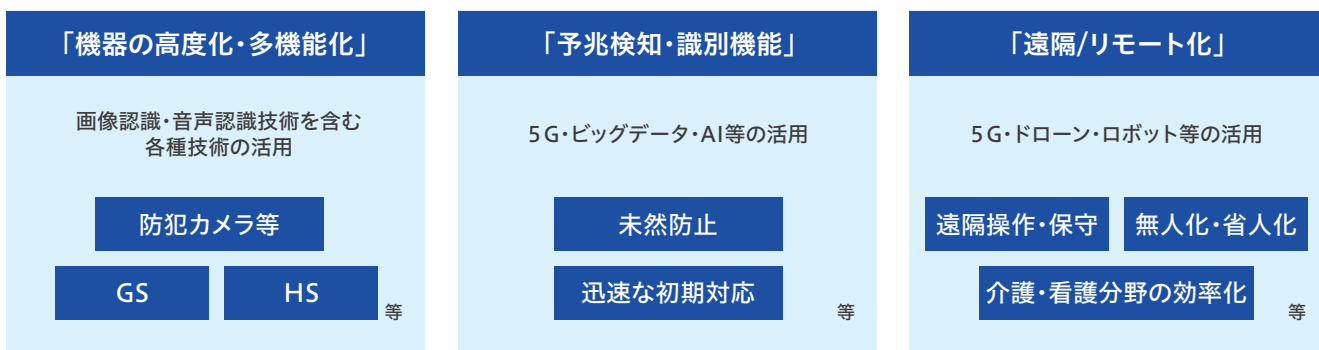 「機器の高度化・多機能化」
画像認識・音声認識技術を含む
各種技術の活用
防犯カメラ等
GS
HS
等
「予兆検知・識別機能」
5G・ビッグデータ・AI等の活用
未然防止
迅速な初期対応
等
「遠隔/リモート化」
5G・ドローン・ロボット等の活用
遠隔操作・保守
無人化・省人化
介護・看護分野の効率化
等